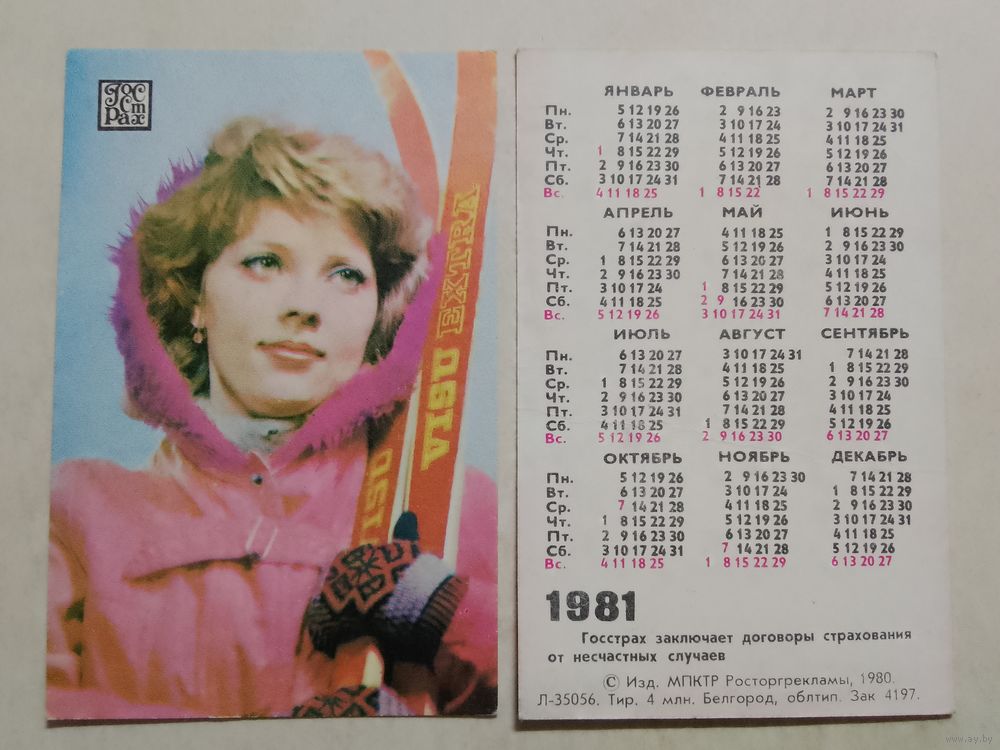 Гос
Ст
Рах
VISU EXTRA
VISU
ЯНВАРЬ ФЕВРАЛЬ МАРТ
Пн. 5 12 19 26 2 9 16 23 2 9 16 23 30
Вт. 6 13 20 27 3 10 17 24 3 10 17 24 31
Ср. 7 14 21 28 4 11 18 25 4 11 18 25
Чт. 1 8 15 22 29 5 12 19 26 5 12 19 26
Пт. 2 9 16 23 30 6 13 20 27 6 13 20 27
Сб. 3 10 17 24 31 7 14 21 28 7 14 21 28
Вс. 4 11 18 25 1 8 15 22 1 8 15 22 29
АПРЕЛЬ МАЙ ИЮНЬ
Пн. 6 13 20 27 4 11 18 25 1 8 15 22 29
Вт. 7 14 21 28 5 12 19 26 2 9 16 23 30
Ср. 1 8 15 22 29 6 13 20 27 3 10 17 24
Чт. 2 9 16 23 30 7 14 21 28 4 11 18 25
Пт. 3 10 17 24 1 8 15 22 29 5 12 19 26
Сб. 4 11 18 25 2 9 16 23 30 6 13 20 27
Вс. 5 12 19 26 3 10 17 24 31 7 14 21 28
ИЮЛЬ АВГУСТ СЕНТЯБРЬ
Пн. 6 13 20 27 3 10 17 24 31 7 14 21 28
Вт. 7 14 21 28 4 11 18 25 1 8 15 22 29
Ср. 1 8 15 22 29 5 12 19 26 2 9 16 23 30
Чт. 2 9 16 23 30 6 13 20 27 3 10 17 24
Пт. 3 10 17 24 31 7 14 21 28 4 11 18 25
Сб. 4 11 18 25 1 8 15 22 29 5 12 19 26
Вс. 5 12 19 26 2 9 16 23 30 6 13 20 27
ОКТЯБРЬ НОЯБРЬ ДЕКАБРЬ
Пн. 5 12 19 26 2 9 16 23 30 7 14 21 28
Вт. 6 13 20 27 3 10 17 24 1 8 15 22 29
Ср. 7 14 21 28 4 11 18 25 2 9 16 23 30
Чт. 1 8 15 22 29 5 12 19 26 3 10 17 24 31
Пт. 2 9 16 23 30 6 13 20 27 4 11 18 25
Сб. 3 10 17 24 31 7 14 21 28 5 12 19 26
Вс. 4 11 18 25 1 8 15 22 29 6 13 20 27
1981
Госстрах заключает договоры страхования
от несчастных случаев
© Изд. МПКТР Росторгрекламы, 1980.
Л-35056. Тир. 4 млн. Белгород, облтип. Зак 4197.
www.ay.by